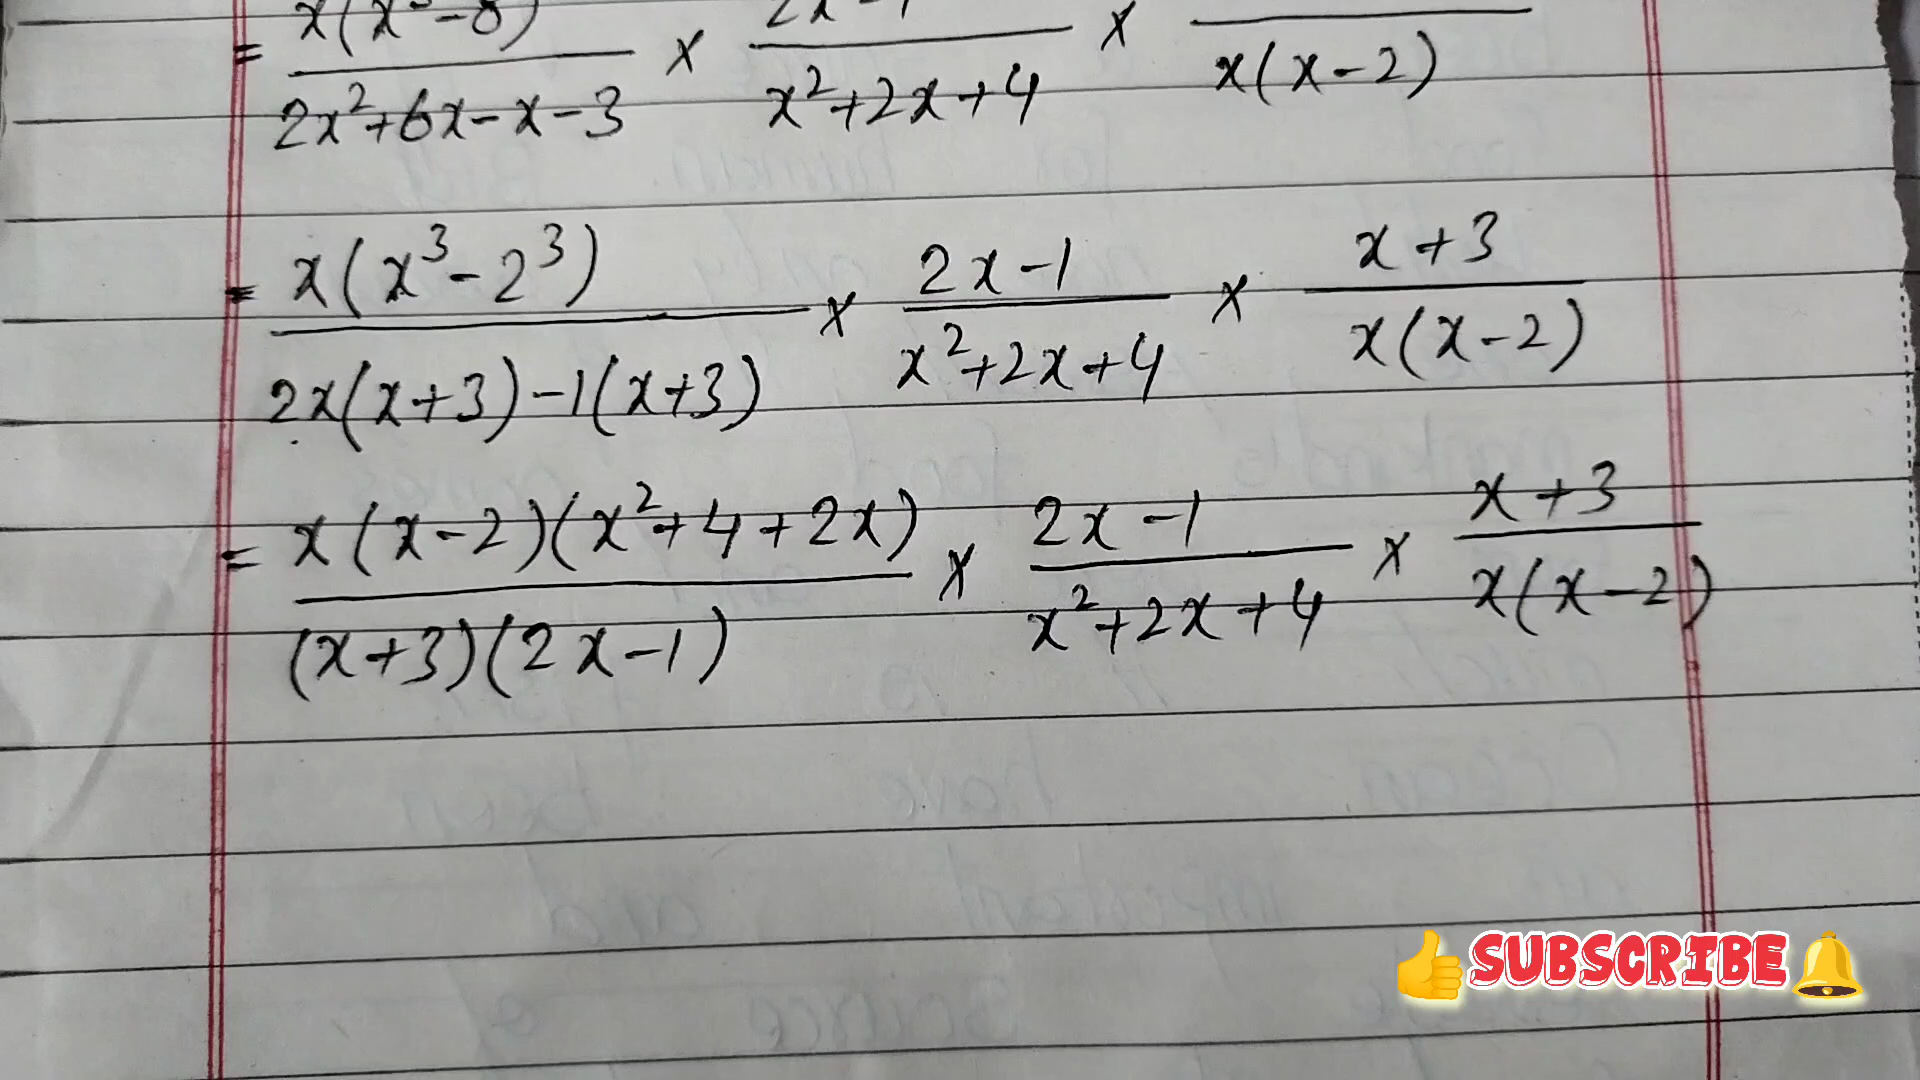 = x(x³-8) / 2x²+6x-x-3 × 2x-1 / x²+2x+4 × / x(x-2)
= x(x³-2³) / 2x(x+3)-1(x+3) × 2x-1 / x²+2x+4 × x+3 / x(x-2)
= x(x-2)(x²+4+2x) / (x+3)(2x-1) × 2x-1 / x²+2x+4 × x+3 / x(x-2)
SUBSCRIBE